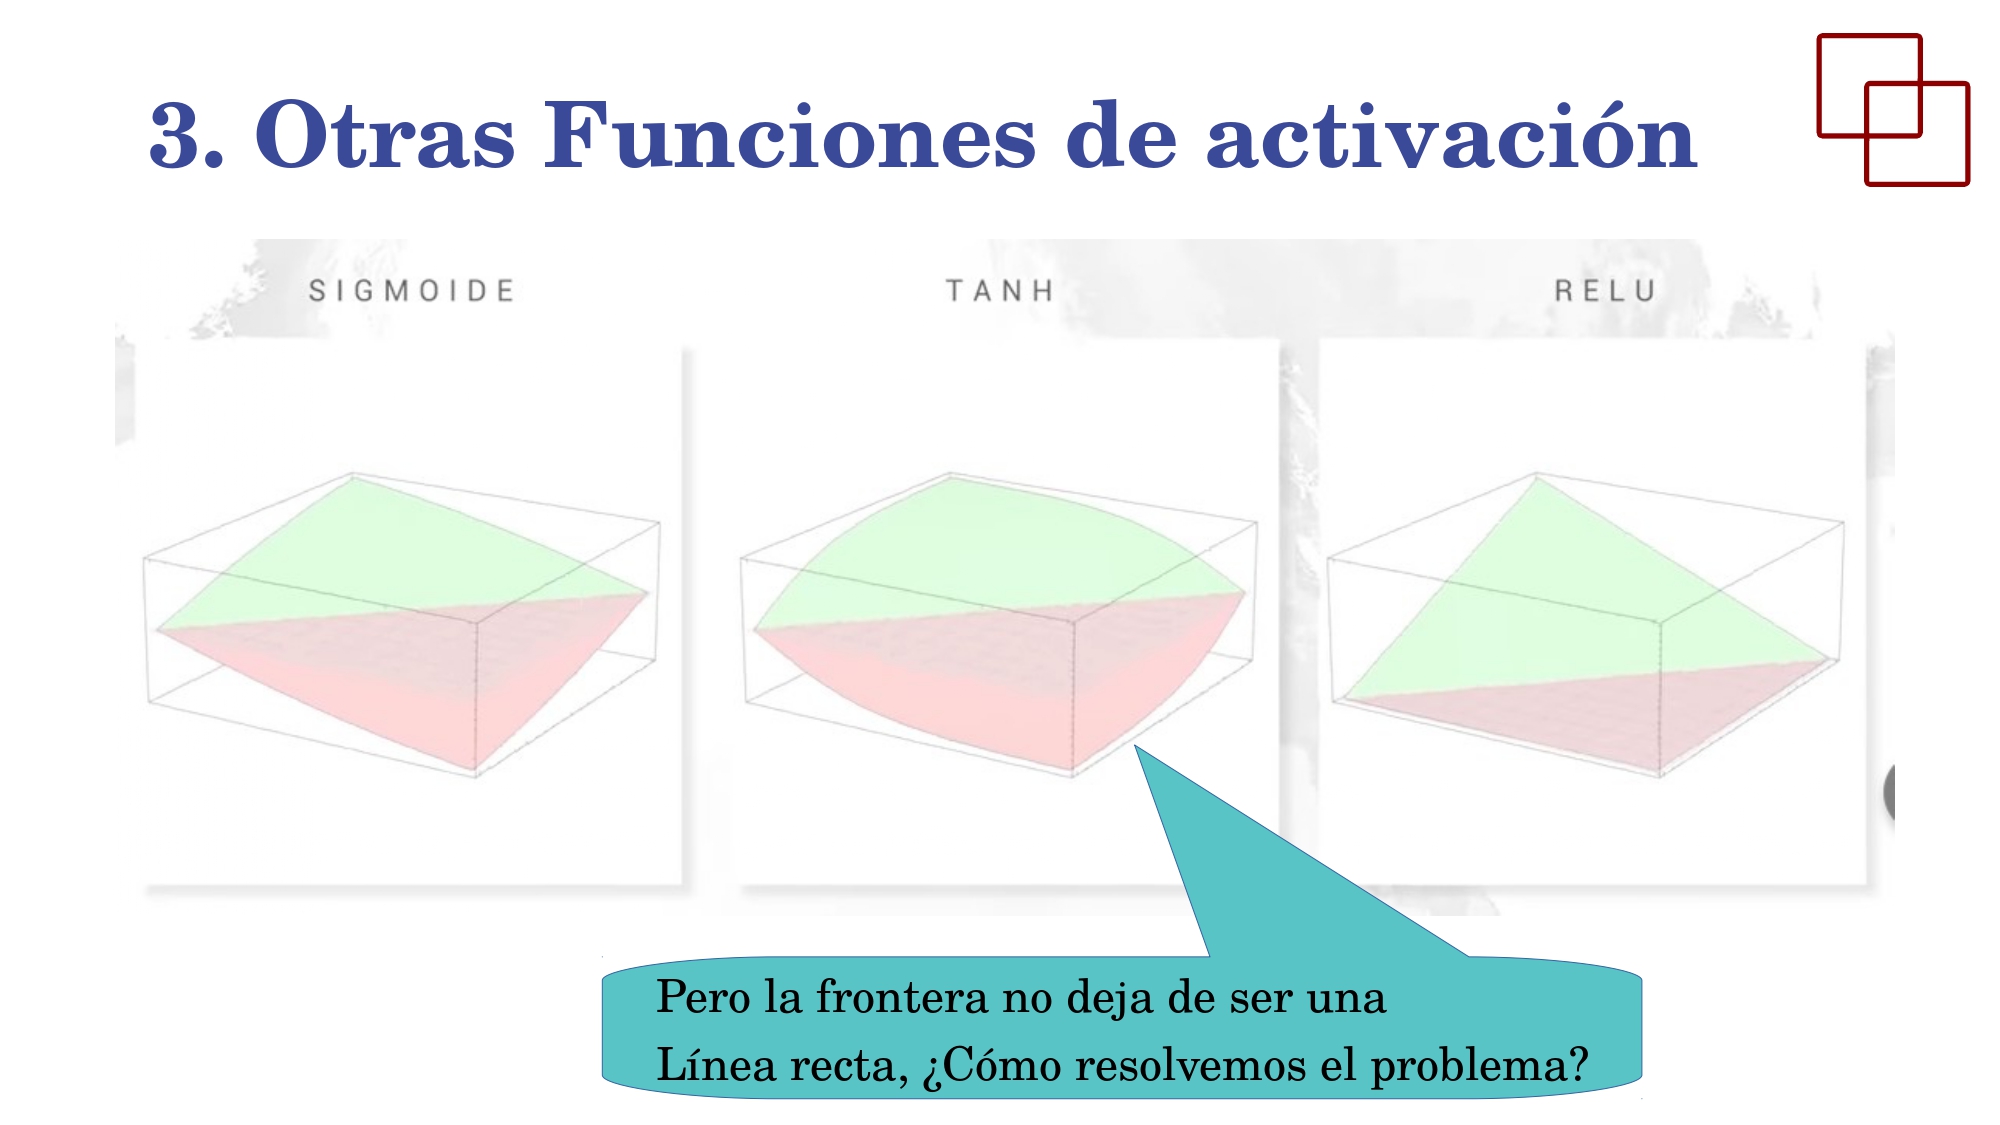 3. Otras Funciones de activación
SIGMOIDE
TANH
RELU
Pero la frontera no deja de ser una
Línea recta, ¿Cómo resolvemos el problema?